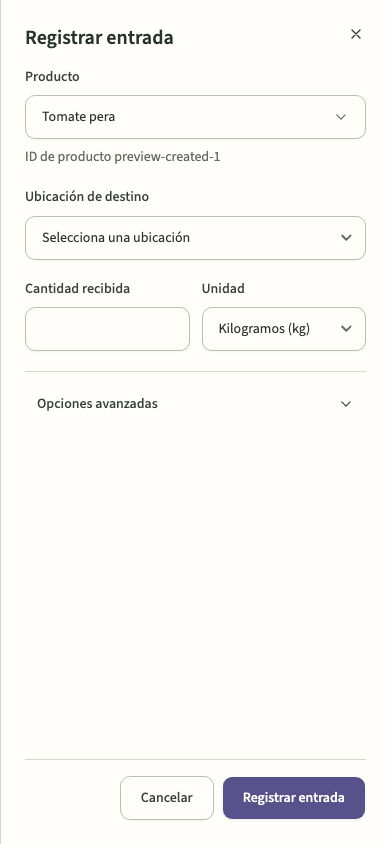 Registrar entrada
Producto
Tomate pera
ID de producto preview-created-1
Ubicación de destino
Selecciona una ubicación
Cantidad recibida
Unidad
Kilogramos (kg)
Opciones avanzadas
Cancelar
Registrar entrada